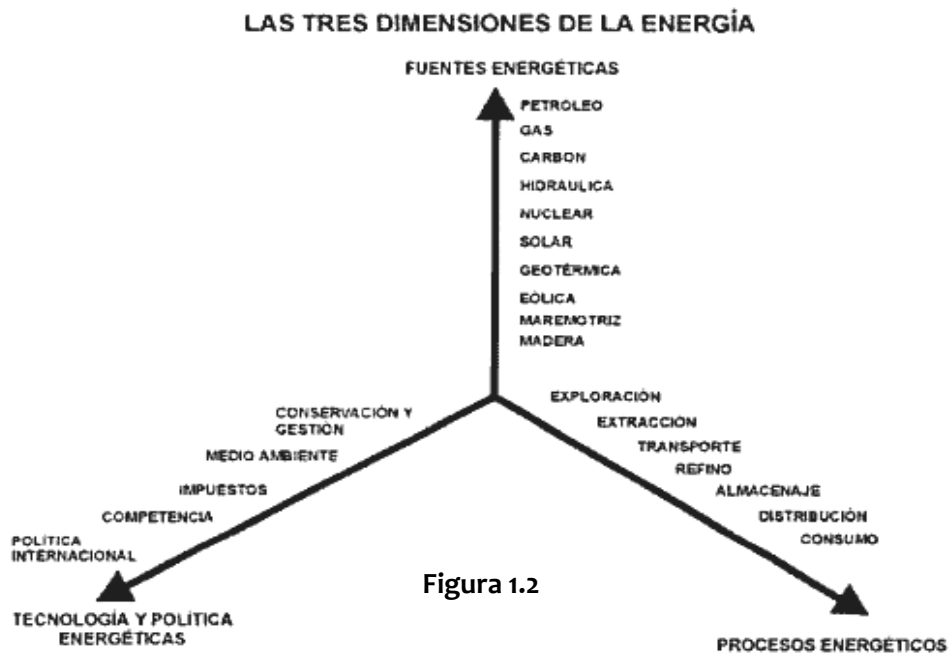 LAS TRES DIMENSIONES DE LA ENERGÍA
FUENTES ENERGÉTICAS
PETROLEO
GAS
CARBON
HIDRAULICA
NUCLEAR
SOLAR
GEOTÉRMICA
EÓLICA
MAREMOTRIZ
MADERA
CONSERVACIÓN Y
GESTIÓN
MEDIO AMBIENTE
IMPUESTOS
COMPETENCIA
POLÍTICA
INTERNACIONAL
TECNOLOGÍA Y POLÍTICA
ENERGÉTICAS
EXPLORACIÓN
EXTRACCIÓN
TRANSPORTE
REFINO
ALMACENAJE
DISTRIBUCIÓN
CONSUMO
PROCESOS ENERGÉTICOS
Figura 1.2